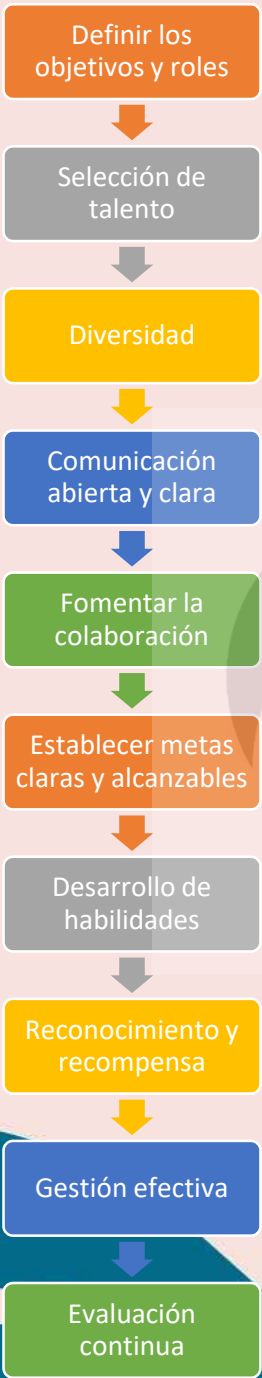 Definir los
objetivos y roles
Selección de
talento
Diversidad
Comunicación
abierta y clara
Fomentar la
colaboración
Establecer metas
claras y alcanzables
Desarrollo de
habilidades
Reconocimiento y
recompensa
Gestión efectiva
Evaluación
continua